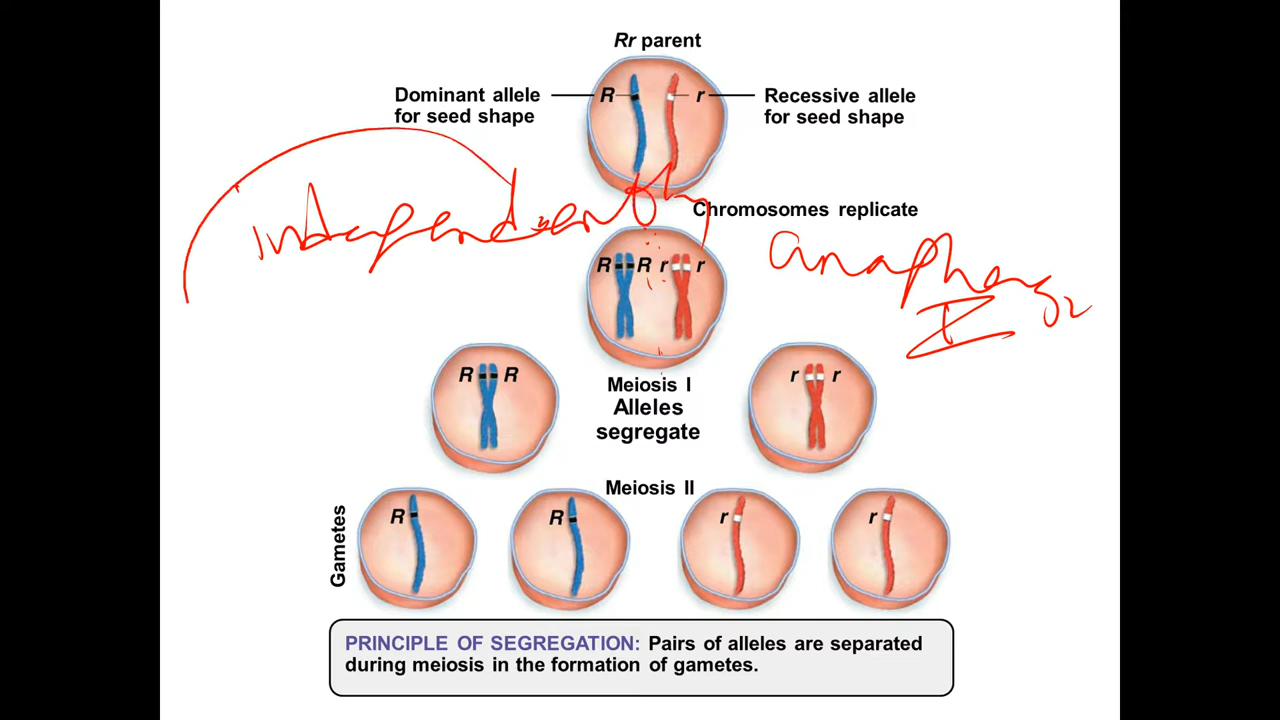 Rr parent
Dominant allele
for seed shape
R
r
Recessive allele
for seed shape
independently
Chromosomes replicate
R R r r
anaphase
I
R R
Meiosis I
Alleles
segregate
r r
Meiosis II
Gametes
R
R
r
r
PRINCIPLE OF SEGREGATION: Pairs of alleles are separated
during meiosis in the formation of gametes.